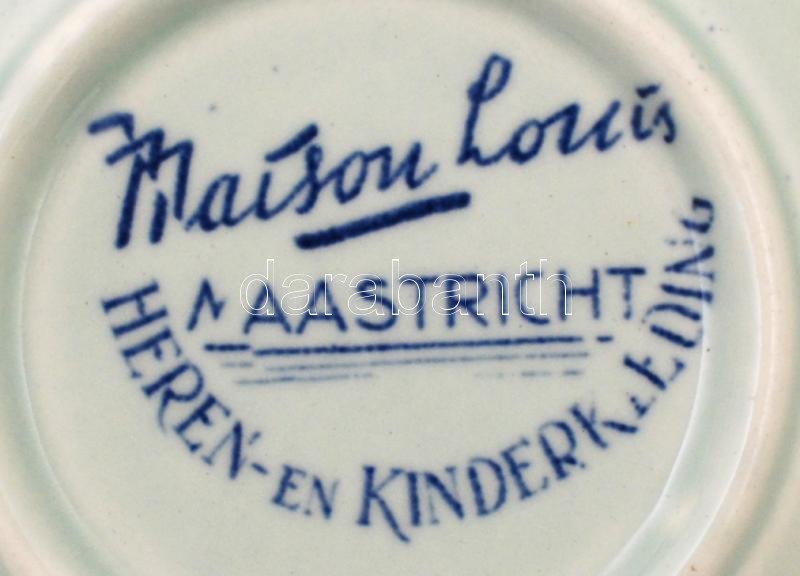 Maison Louis
MAASTRICHT
HEREN- EN KINDERKLEDING
darabanth